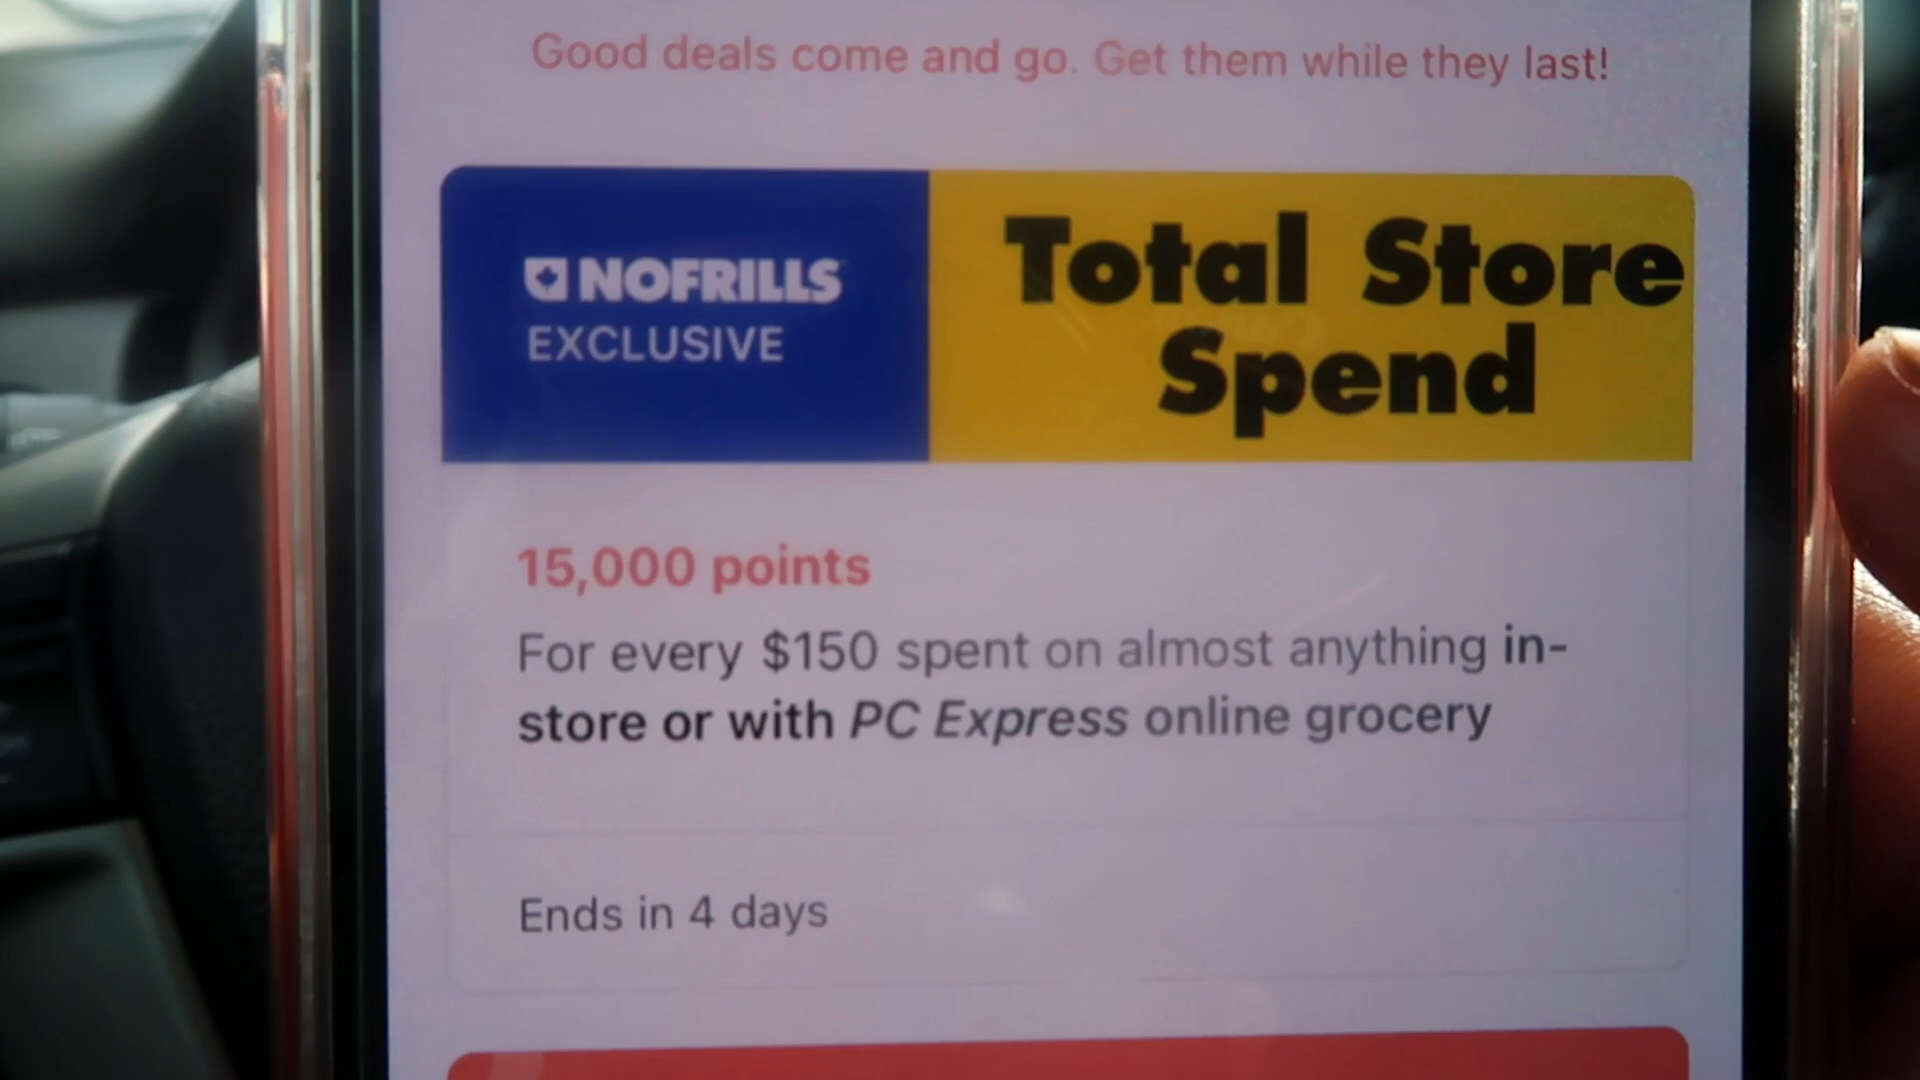 Good deals come and go. Get them while they last!
NOFRILLS
EXCLUSIVE
Total Store
Spend
15,000 points
For every $150 spent on almost anything in-
store or with PC Express online grocery
Ends in 4 days